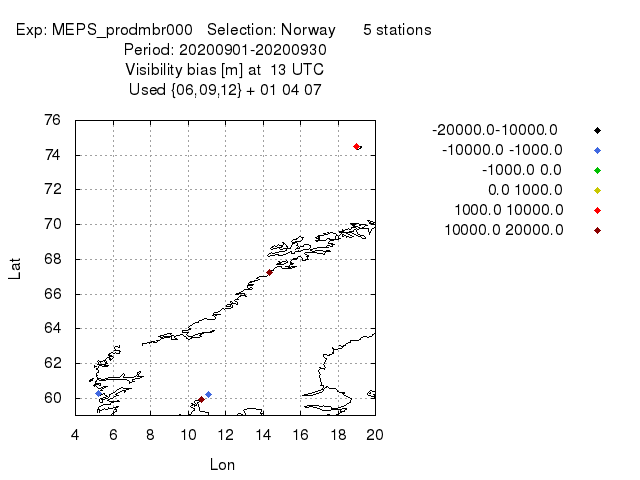 Exp: MEPS_prodmbr000 Selection: Norway 5 stations
Period: 20200901-20200930
Visibility bias [m] at 13 UTC
Used {06,09,12} + 01 04 07
-20000.0-10000.0
-10000.0 -1000.0
-1000.0 0.0
0.0 1000.0
1000.0 10000.0
10000.0 20000.0
76
74
72
70
68
66
64
62
60
Lat
4 6 8 10 12 14 16 18 20
Lon